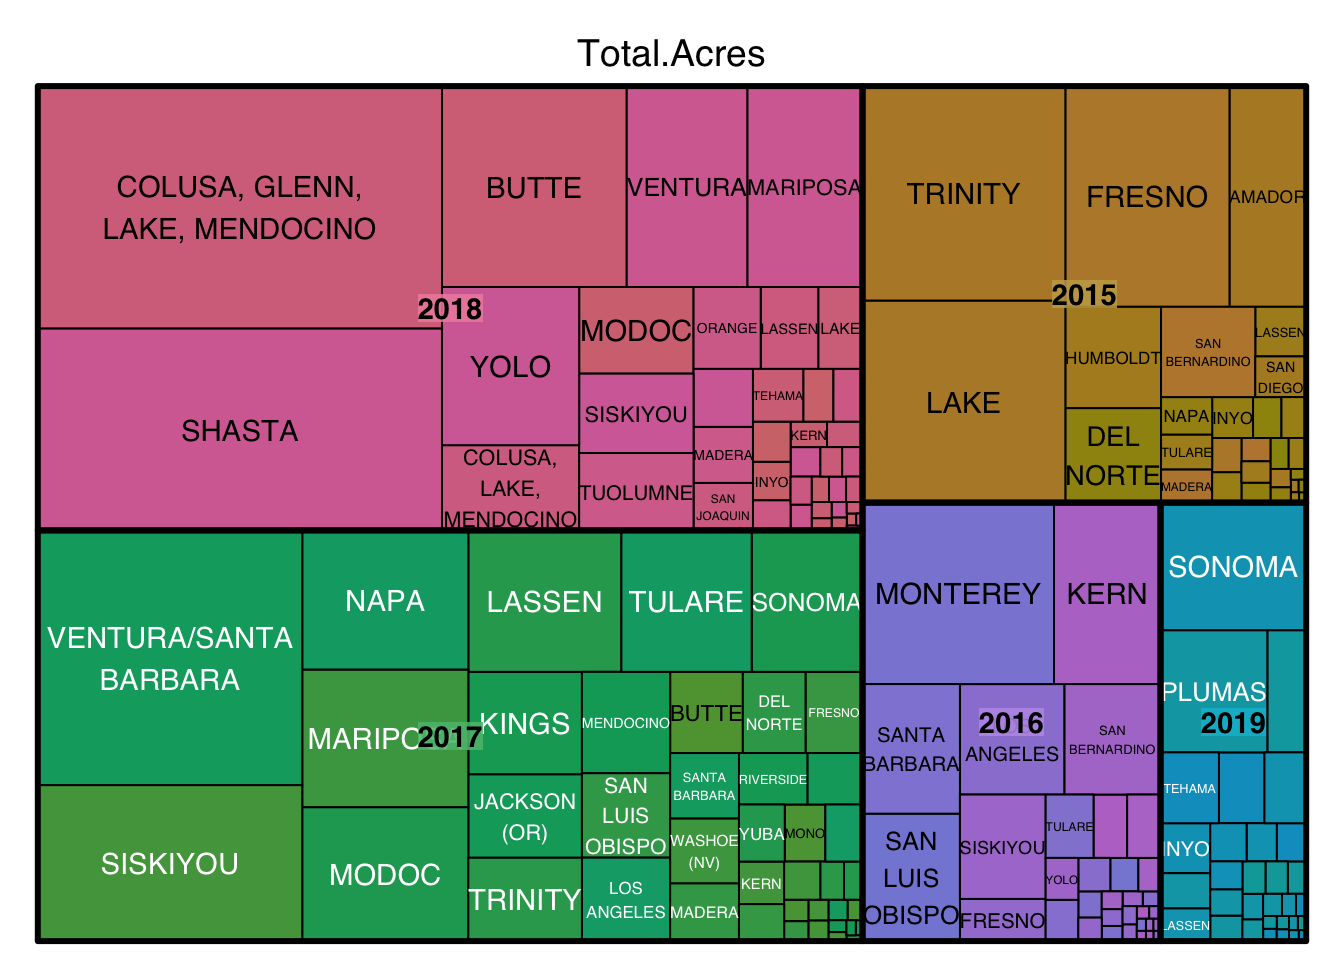 Total.Acres
COLUSA, GLENN,
LAKE, MENDOCINO
SHASTA
BUTTE
VENTURA
MARIPOSA
2018
YOLO
COLUSA,
LAKE,
MENDOCINO
MODOC
SISKIYOU
TUOLUMNE
ORANGE
LASSEN
LAKE
TEHAMA
MADERA
KERN
INYO
SAN
JOAQUIN
TRINITY
FRESNO
AMADOR
2015
LAKE
HUMBOLDT
DEL
NORTE
SAN
BERNARDINO
LASSEN
SAN
DIEGO
NAPA
INYO
TULARE
MADERA
VENTURA/SANTA
BARBARA
SISKIYOU
NAPA
2017
MODOC
LASSEN
TULARE
SONOMA
KINGS
MENDOCINO
BUTTE
DEL
NORTE
FRESNO
JACKSON
(OR)
SAN
LUIS
OBISPO
TRINITY
LOS
ANGELES
SANTA
BARBARA
RIVERSIDE
WASHOE
(NV)
YUBA
MONO
KERN
MADERA
MONTEREY
KERN
SANTA
BARBARA
2016
ANGELES
SAN
BERNARDINO
SAN
LUIS
OBISPO
SISKIYOU
TULARE
YOLO
FRESNO
SONOMA
PLUMAS
2019
TEHAMA
INYO
LASSEN